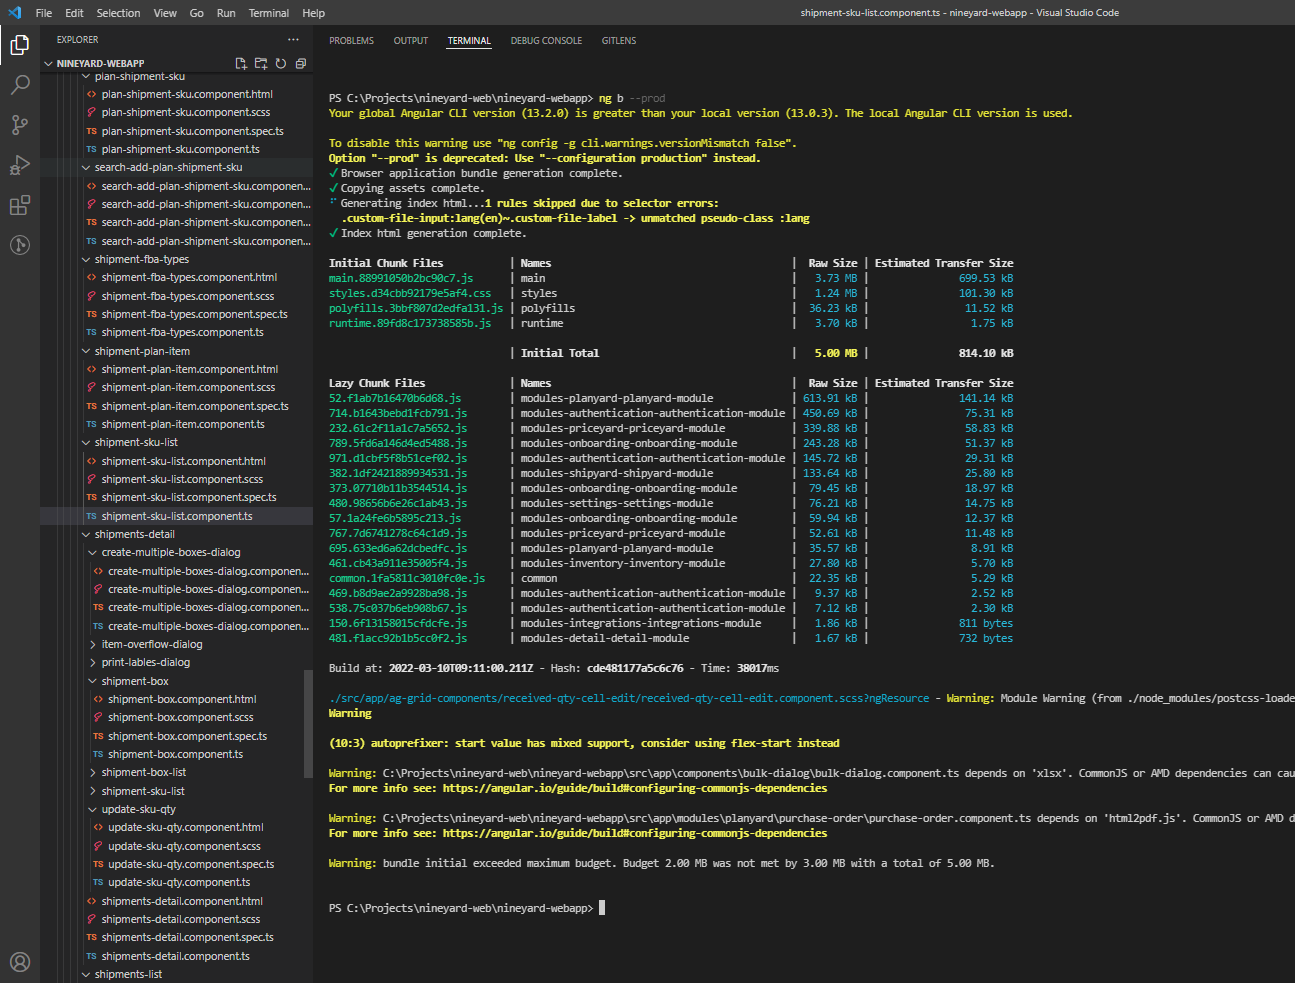 File Edit Selection View Go Run Terminal Help
shipment-sku-list.component.ts - nineyard-webapp - Visual Studio Code
EXPLORER
NINEYARD-WEBAPP
plan-shipment-sku
plan-shipment-sku.component.html
plan-shipment-sku.component.scss
TS plan-shipment-sku.component.spec.ts
TS plan-shipment-sku.component.ts
search-add-plan-shipment-sku
search-add-plan-shipment-sku.componen...
search-add-plan-shipment-sku.componen...
TS search-add-plan-shipment-sku.componen...
TS search-add-plan-shipment-sku.componen...
shipment-fba-types
shipment-fba-types.component.html
shipment-fba-types.component.scss
TS shipment-fba-types.component.spec.ts
TS shipment-fba-types.component.ts
shipment-plan-item
shipment-plan-item.component.html
shipment-plan-item.component.scss
TS shipment-plan-item.component.spec.ts
TS shipment-plan-item.component.ts
shipment-sku-list
shipment-sku-list.component.html
shipment-sku-list.component.scss
TS shipment-sku-list.component.spec.ts
TS shipment-sku-list.component.ts
shipments-detail
create-multiple-boxes-dialog
create-multiple-boxes-dialog.componen...
create-multiple-boxes-dialog.componen...
TS create-multiple-boxes-dialog.componen...
TS create-multiple-boxes-dialog.componen...
item-overflow-dialog
print-lables-dialog
shipment-box
shipment-box.component.html
shipment-box.component.scss
TS shipment-box.component.spec.ts
TS shipment-box.component.ts
shipment-box-list
shipment-sku-list
update-sku-qty
update-sku-qty.component.html
update-sku-qty.component.scss
TS update-sku-qty.component.spec.ts
TS update-sku-qty.component.ts
shipments-detail.component.html
shipments-detail.component.scss
TS shipments-detail.component.spec.ts
TS shipments-detail.component.ts
shipments-list
PROBLEMS OUTPUT TERMINAL DEBUG CONSOLE GITLENS
PS C:\Projects\nineyard-web\nineyard-webapp> ng b --prod
Your global Angular CLI version (13.2.0) is greater than your local version (13.0.3). The local Angular CLI version is used.
To disable this warning use "ng config -g cli.warnings.versionMismatch false".
Option "--prod" is deprecated: Use "--configuration production" instead.
✓ Browser application bundle generation complete.
✓ Copying assets complete.
Generating index html...1 rules skipped due to selector errors:
.custom-file-input:lang(en)~.custom-file-label -> unmatched pseudo-class :lang
✓ Index html generation complete.
Initial Chunk Files | Names | Raw Size | Estimated Transfer Size
main.88991050b2bc90c7.js | main | 3.73 MB | 699.53 kB
styles.d34cbb92179e5af4.css | styles | 1.24 MB | 101.30 kB
polyfills.3bbf807d2edfa131.js | polyfills | 36.23 kB | 11.52 kB
runtime.89fd8c173738585b.js | runtime | 3.70 kB | 1.75 kB
| Initial Total | 5.00 MB | 814.10 kB
Lazy Chunk Files | Names | Raw Size | Estimated Transfer Size
52.f1ab7b16470b6d68.js | modules-planyard-planyard-module | 613.91 kB | 141.14 kB
714.b1643bebd1fcb791.js | modules-authentication-authentication-module | 450.69 kB | 75.31 kB
232.61c2f11a1c7a5652.js | modules-priceyard-priceyard-module | 339.88 kB | 58.83 kB
789.5fd6a146d4ed5488.js | modules-onboarding-onboarding-module | 243.28 kB | 51.37 kB
971.d1cbf5f8b51cef02.js | modules-authentication-authentication-module | 145.72 kB | 29.31 kB
382.1df2421889934531.js | modules-shipyard-shipyard-module | 133.64 kB | 25.80 kB
373.07710b11b3544514.js | modules-onboarding-onboarding-module | 79.45 kB | 18.97 kB
480.98656b6e26c1ab43.js | modules-settings-settings-module | 76.21 kB | 14.75 kB
57.1a24fe6b5895c213.js | modules-onboarding-onboarding-module | 59.94 kB | 12.37 kB
767.7d6741278c64c1d9.js | modules-priceyard-priceyard-module | 52.61 kB | 11.48 kB
695.633ed6a62dcbedfc.js | modules-planyard-planyard-module | 35.57 kB | 8.91 kB
461.cb43a911e35005f4.js | modules-inventory-inventory-module | 27.80 kB | 5.70 kB
common.1fa5811c3010fc0e.js | common | 22.35 kB | 5.29 kB
469.b8d9ae2a9928ba98.js | modules-authentication-authentication-module | 9.37 kB | 2.52 kB
538.75c037b6eb908b67.js | modules-authentication-authentication-module | 7.12 kB | 2.30 kB
150.6f13158015cfdcfe.js | modules-integrations-integrations-module | 1.86 kB | 811 bytes
481.f1acc92b1b5cc0f2.js | modules-detail-detail-module | 1.67 kB | 732 bytes
Build at: 2022-03-10T09:11:00.211Z - Hash: cde481177a5c6c76 - Time: 38017ms
./src/app/ag-grid-components/received-qty-cell-edit/received-qty-cell-edit.component.scss?ngResource - Warning: Module Warning (from ./node_modules/postcss-loade
Warning
(10:3) autoprefixer: start value has mixed support, consider using flex-start instead
Warning: C:\Projects\nineyard-web\nineyard-webapp\src\app\components\bulk-dialog\bulk-dialog.component.ts depends on 'xlsx'. CommonJS or AMD dependencies can cau
For more info see: https://angular.io/guide/build#configuring-commonjs-dependencies
Warning: C:\Projects\nineyard-web\nineyard-webapp\src\app\modules\planyard\purchase-order\purchase-order.component.ts depends on 'html2pdf.js'. CommonJS or AMD d
For more info see: https://angular.io/guide/build#configuring-commonjs-dependencies
Warning: bundle initial exceeded maximum budget. Budget 2.00 MB was not met by 3.00 MB with a total of 5.00 MB.
PS C:\Projects\nineyard-web\nineyard-webapp>